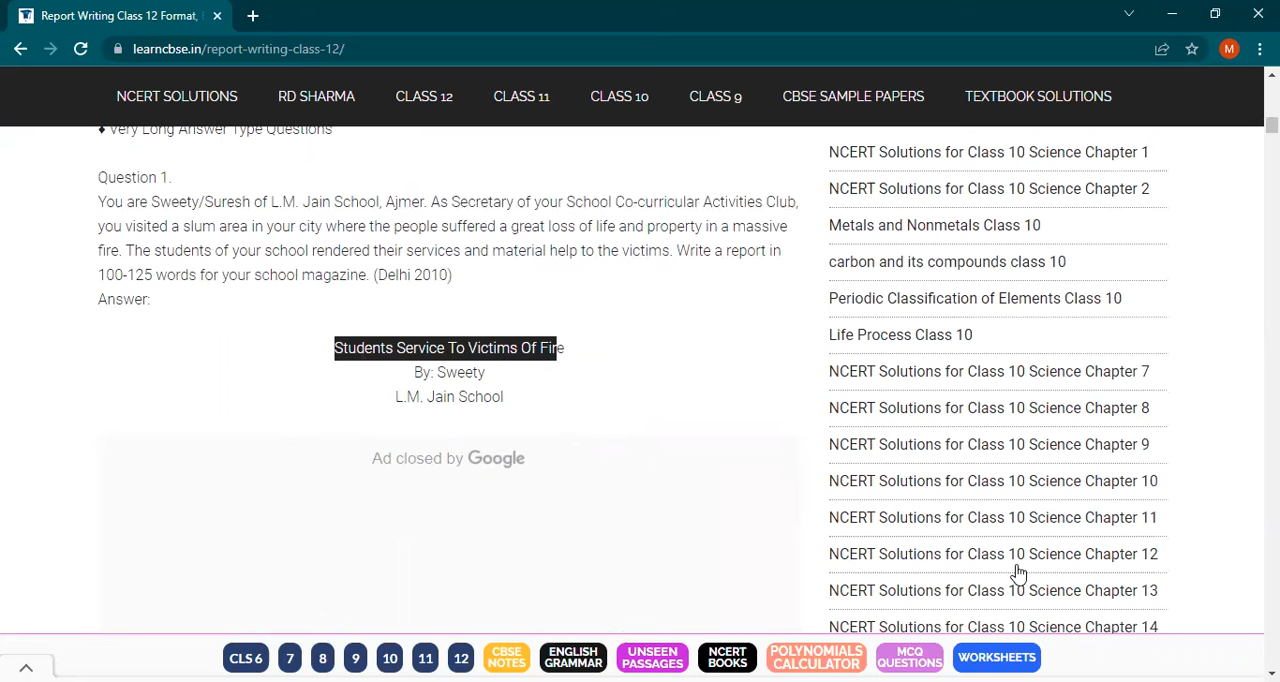 Report Writing Class 12 Format,
learncbse.in/report-writing-class-12/
M
NCERT SOLUTIONS RD SHARMA CLASS 12 CLASS 11 CLASS 10 CLASS 9 CBSE SAMPLE PAPERS TEXTBOOK SOLUTIONS
♦ Very Long Answer Type Questions
Question 1.
You are Sweety/Suresh of L.M. Jain School, Ajmer. As Secretary of your School Co-curricular Activities Club,
you visited a slum area in your city where the people suffered a great loss of life and property in a massive
fire. The students of your school rendered their services and material help to the victims. Write a report in
100-125 words for your school magazine. (Delhi 2010)
Answer:
Students Service To Victims Of Fire
By: Sweety
L.M. Jain School
Ad closed by Google
NCERT Solutions for Class 10 Science Chapter 1
NCERT Solutions for Class 10 Science Chapter 2
Metals and Nonmetals Class 10
carbon and its compounds class 10
Periodic Classification of Elements Class 10
Life Process Class 10
NCERT Solutions for Class 10 Science Chapter 7
NCERT Solutions for Class 10 Science Chapter 8
NCERT Solutions for Class 10 Science Chapter 9
NCERT Solutions for Class 10 Science Chapter 10
NCERT Solutions for Class 10 Science Chapter 11
NCERT Solutions for Class 10 Science Chapter 12
NCERT Solutions for Class 10 Science Chapter 13
NCERT Solutions for Class 10 Science Chapter 14
CLS 6 7 8 9 10 11 12 CBSE NOTES ENGLISH GRAMMAR UNSEEN PASSAGES NCERT BOOKS POLYNOMIALS CALCULATOR MCQ QUESTIONS WORKSHEETS